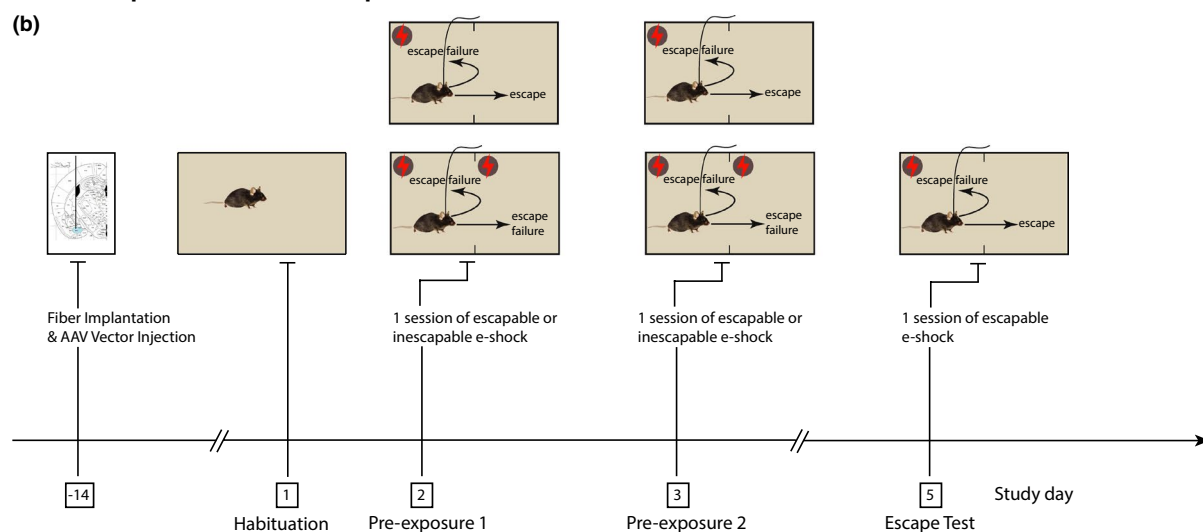 (b)
escape failure
escape
escape failure
escape
escape failure
escape
failure
escape failure
escape
failure
escape failure
escape
Fiber Implantation
& AAV Vector Injection
1 session of escapable or
inescapable e-shock
1 session of escapable or
inescapable e-shock
1 session of escapable
e-shock
-14
1
2
3
5
Study day
Habituation
Pre-exposure 1
Pre-exposure 2
Escape Test